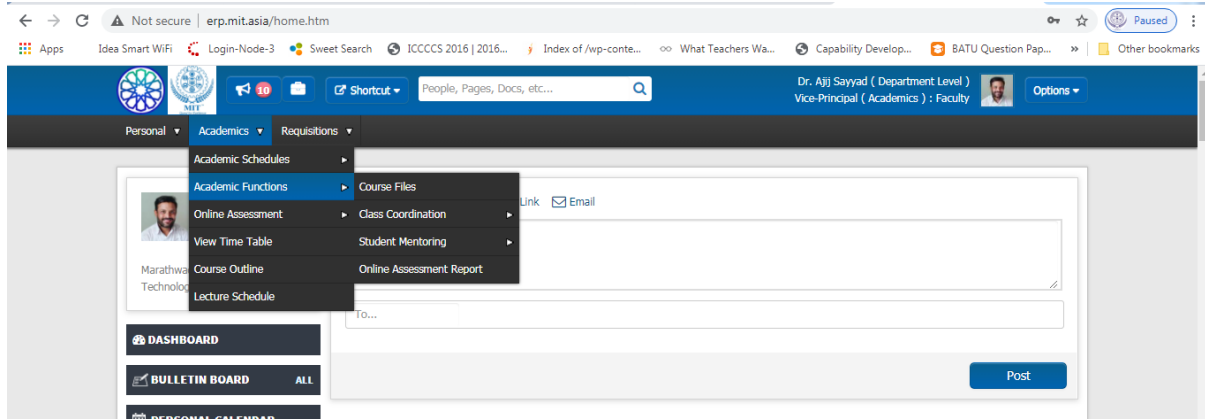 Not secure | erp.mit.asia/home.htm Paused
Apps Idea Smart WiFi Login-Node-3 Sweet Search ICCCCS 2016 | 2016... Index of /wp-conte... What Teachers Wa... Capability Develop... BATU Question Pap... » Other bookmarks
MIT 10 Shortcut People, Pages, Docs, etc... Dr. Ajij Sayyad ( Department Level ) Options
Vice-Principal ( Academics ) : Faculty
Personal Academics Requisitions
Academic Schedules
Academic Functions Course Files Link Email
Online Assessment Class Coordination
View Time Table Student Mentoring
Marathwa Course Outline Online Assessment Report
Technolog Lecture Schedule
To...
DASHBOARD
BULLETIN BOARD ALL Post
PERSONAL CALENDAR